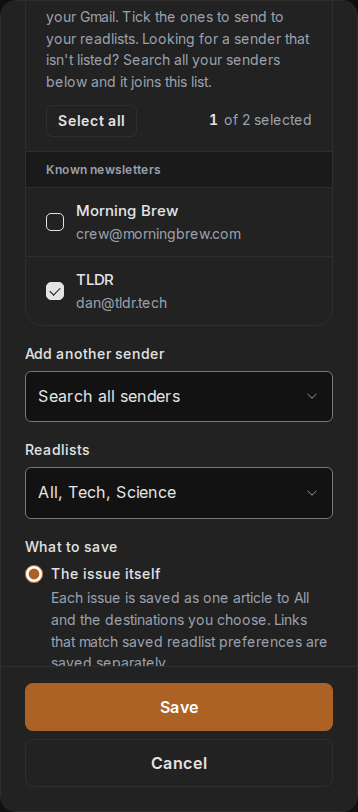 your Gmail. Tick the ones to send to
your readlists. Looking for a sender that
isn't listed? Search all your senders
below and it joins this list.
Select all
1 of 2 selected
Known newsletters
Morning Brew
crew@morningbrew.com
TLDR
dan@tldr.tech
Add another sender
Search all senders
Readlists
All, Tech, Science
What to save
The issue itself
Each issue is saved as one article to All
and the destinations you choose. Links
that match saved readlist preferences are
saved separately.
Save
Cancel